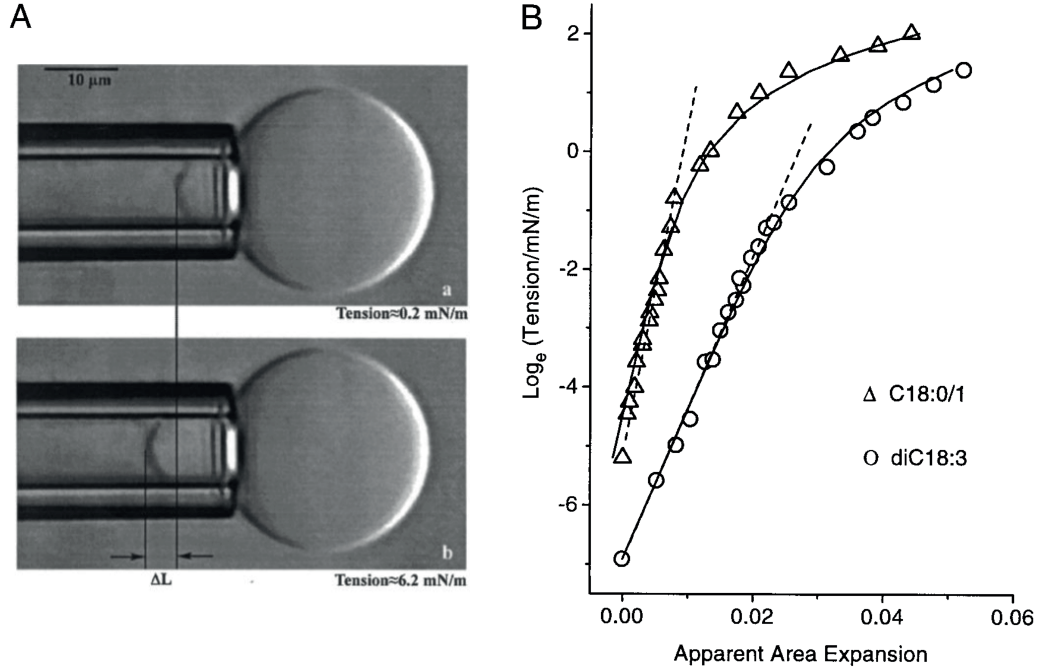 A
10 μm
a
Tension≈0.2 mN/m
b
ΔL
Tension≈6.2 mN/m
B
2
0
-2
-4
-6
Logₑ (Tension/mN/m)
Δ C18:0/1
O diC18:3
0.00 0.02 0.04 0.06
Apparent Area Expansion